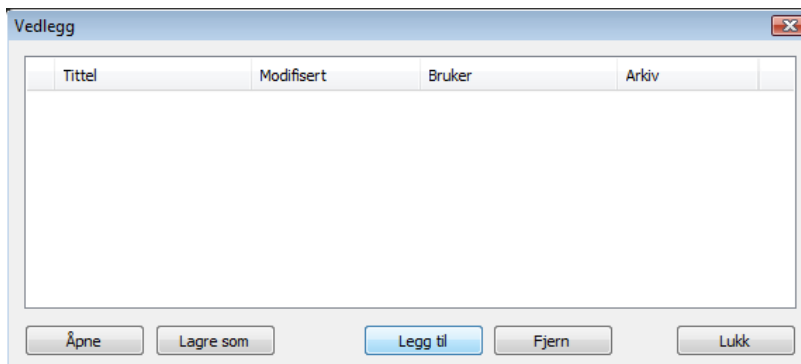 Vedlegg
Tittel Modifisert Bruker Arkiv
Åpne Lagre som Legg til Fjern Lukk